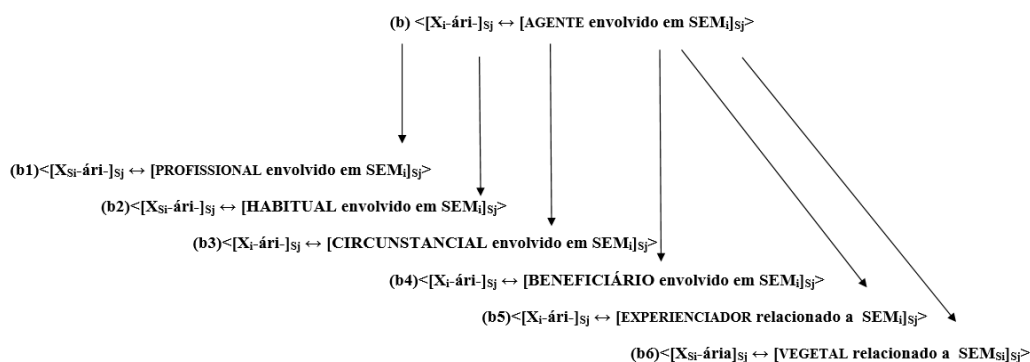 (b) <[Xi-ári-]Sj ↔ [AGENTE envolvido em SEMi]Sj>
(b1)<[XSi-ári-]Sj ↔ [PROFISSIONAL envolvido em SEMi]Sj>
(b2)<[XSi-ári-]Sj ↔ [HABITUAL envolvido em SEMi]Sj>
(b3)<[Xi-ári-]Sj ↔ [CIRCUNSTANCIAL envolvido em SEMi]Sj>
(b4)<[Xi-ári-]Sj ↔ [BENEFICIÁRIO envolvido em SEMi]Sj>
(b5)<[Xi-ári-]Sj ↔ [EXPERIENCIADOR relacionado a SEMi]Sj>
(b6)<[XSi-ária]Sj ↔ [VEGETAL relacionado a SEMSi]Sj>